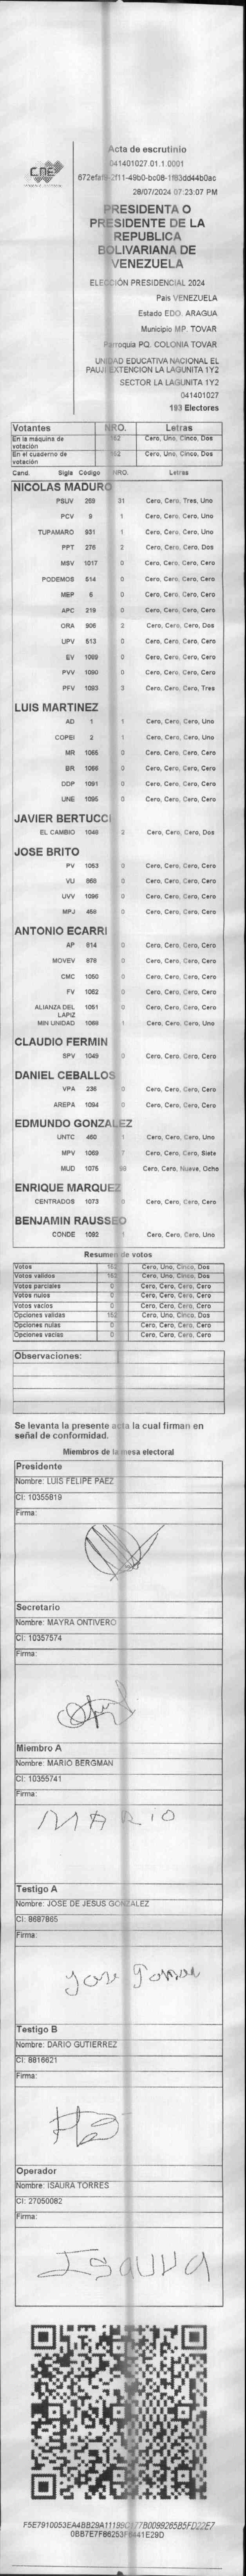 CNE
Acta de escrutinio
041401027.01.1.0001
28/07/2024 07:23:07 PM
PRESIDENTA O
PRESIDENTE DE LA
REPUBLICA
BOLIVARIANA DE
VENEZUELA
ELECCIÓN PRESIDENCIAL 2024
País VENEZUELA
Estado EDO. ARAGUA
Municipio MP. TOVAR
Parroquia PQ. COLONIA TOVAR
UNIDAD EDUCATIVA NACIONAL EL
PAUJI EXTENCION LA LAGUNITA 1Y2
SECTOR LA LAGUNITA 1Y2
041401027
193 Electores
Votantes NRO. Letras
En la máquina de votación 152 Cero, Uno, Cinco, Dos
En el cuaderno de votación 152 Cero, Uno, Cinco, Dos
Cand. Sigla Código NRO. Letras
NICOLAS MADURO
PSUV 269 31 Cero, Cero, Tres, Uno
PCV 9 1 Cero, Cero, Cero, Uno
TUPAMARO 931 1 Cero, Cero, Cero, Uno
PPT 276 2 Cero, Cero, Cero, Dos
MSV 1017 0 Cero, Cero, Cero, Cero
PODEMOS 514 0 Cero, Cero, Cero, Cero
MEP 6 0 Cero, Cero, Cero, Cero
APC 219 0 Cero, Cero, Cero, Cero
ORA 906 2 Cero, Cero, Cero, Dos
UPV 513 0 Cero, Cero, Cero, Cero
EV 1089 0 Cero, Cero, Cero, Cero
PVV 1090 0 Cero, Cero, Cero, Cero
PFV 1093 3 Cero, Cero, Cero, Tres
LUIS MARTINEZ
AD 1 1 Cero, Cero, Cero, Uno
COPEI 2 1 Cero, Cero, Cero, Uno
MR 1065 0 Cero, Cero, Cero, Cero
BR 1066 0 Cero, Cero, Cero, Cero
DDP 1091 0 Cero, Cero, Cero, Cero
UNE 1095 0 Cero, Cero, Cero, Cero
JAVIER BERTUCCI
EL CAMBIO 1048 2 Cero, Cero, Cero, Dos
JOSE BRITO
PV 1053 0 Cero, Cero, Cero, Cero
VU 868 0 Cero, Cero, Cero, Cero
UVV 1096 0 Cero, Cero, Cero, Cero
MPJ 458 0 Cero, Cero, Cero, Cero
ANTONIO ECARRI
AP 814 0 Cero, Cero, Cero, Cero
MOVEV 878 0 Cero, Cero, Cero, Cero
CMC 1050 0 Cero, Cero, Cero, Cero
FV 1062 0 Cero, Cero, Cero, Cero
ALIANZA DEL LAPIZ 1051 0 Cero, Cero, Cero, Cero
MIN UNIDAD 1068 1 Cero, Cero, Cero, Uno
CLAUDIO FERMIN
SPV 1049 0 Cero, Cero, Cero, Cero
DANIEL CEBALLOS
VPA 236 0 Cero, Cero, Cero, Cero
AREPA 1094 0 Cero, Cero, Cero, Cero
EDMUNDO GONZALEZ
UNTC 460 1 Cero, Cero, Cero, Uno
MPV 1069 7 Cero, Cero, Cero, Siete
MUD 1075 98 Cero, Cero, Nueve, Ocho
ENRIQUE MARQUEZ
CENTRADOS 1073 0 Cero, Cero, Cero, Cero
BENJAMIN RAUSSEO
CONDE 1092 1 Cero, Cero, Cero, Uno
Resumen de votos
Votos 152 Cero, Uno, Cinco, Dos
Votos validos 152 Cero, Uno, Cinco, Dos
Votos parciales 0 Cero, Cero, Cero, Cero
Votos nulos 0 Cero, Cero, Cero, Cero
Votos vacíos 0 Cero, Cero, Cero, Cero
Opciones validas 152 Cero, Uno, Cinco, Dos
Opciones nulas 0 Cero, Cero, Cero, Cero
Opciones vacías 0 Cero, Cero, Cero, Cero
Observaciones:
Se levanta la presente acta la cual firman en
señal de conformidad.
Miembros de la mesa electoral
Presidente
Nombre: LUIS FELIPE PAEZ
CI: 10355819
Firma:
Secretario
Nombre: MAYRA ONTIVERO
CI: 10357574
Firma:
Miembro A
Nombre: MARIO BERGMAN
CI: 10355741
Firma:
MARIO
Testigo A
Nombre: JOSE DE JESUS GONZALEZ
CI: 8687865
Firma:
Testigo B
Nombre: DARIO GUTIERREZ
CI: 8816621
Firma:
Operador
Nombre: ISAURA TORRES
CI: 27050082
Firma:
Isaura